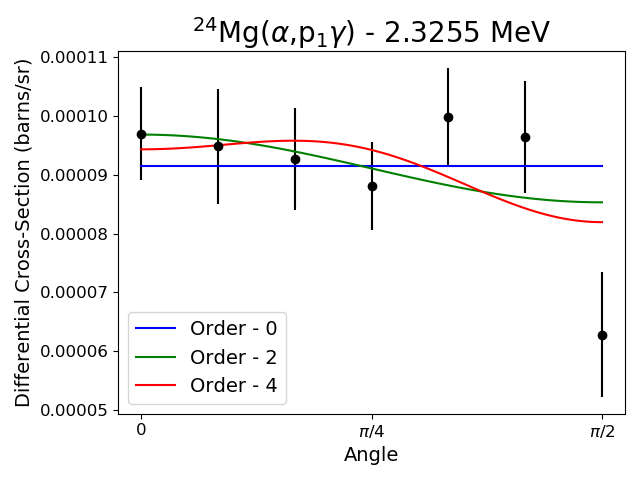 ²⁴Mg(α,p₁γ) - 2.3255 MeV
Differential Cross-Section (barns/sr)
0.00011
0.00010
0.00009
0.00008
0.00007
0.00006
0.00005
Order - 0
Order - 2
Order - 4
0 π/4 π/2
Angle